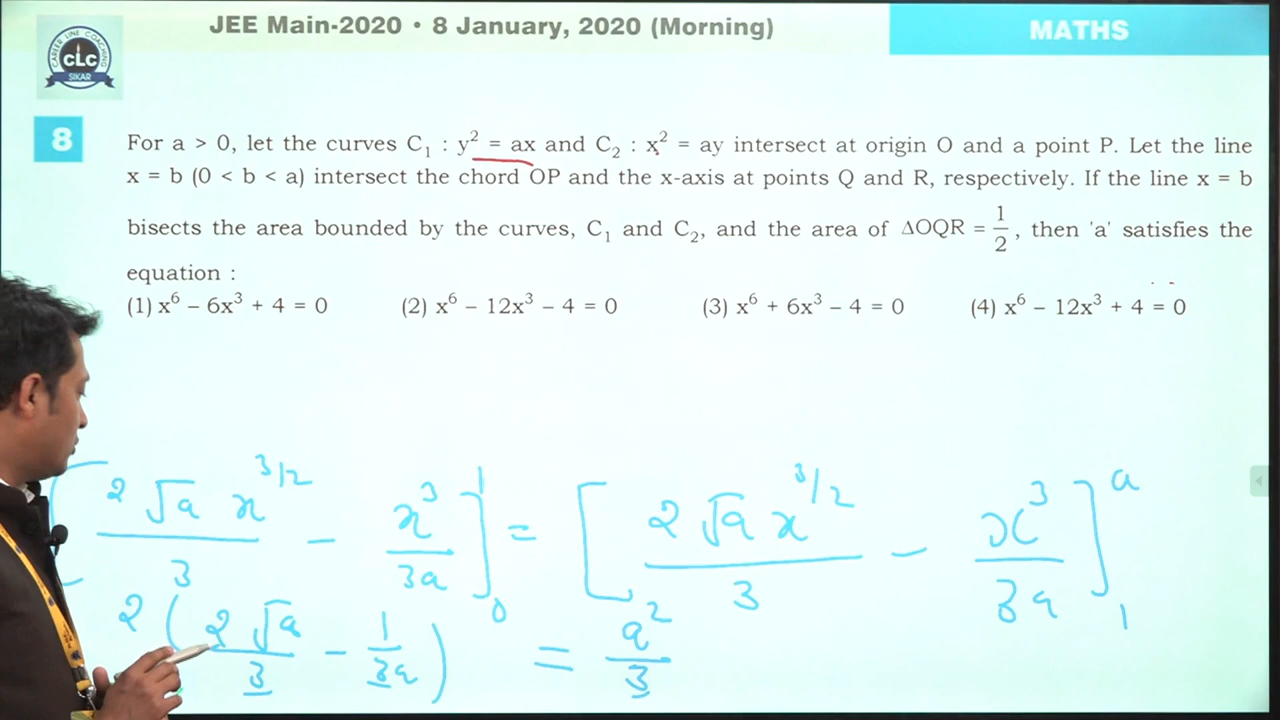 JEE Main-2020 • 8 January, 2020 (Morning)
MATHS
CAREER LINE COACHING
CLC
SIKAR
8
For a > 0, let the curves C₁ : y² = ax and C₂ : x² = ay intersect at origin O and a point P. Let the line
x = b (0 < b < a) intersect the chord OP and the x-axis at points Q and R, respectively. If the line x = b
bisects the area bounded by the curves, C₁ and C₂, and the area of ΔOQR = 1/2, then 'a' satisfies the
equation :
(1) x⁶ – 6x³ + 4 = 0 (2) x⁶ – 12x³ – 4 = 0 (3) x⁶ + 6x³ – 4 = 0 (4) x⁶ – 12x³ + 4 = 0
[2√a x^(3/2) / 3 – x³/3a]₀¹ = [2√a x^(3/2) / 3 – x³/3a]₁ᵃ
2(2√a/3 – 1/3a) = a²/3